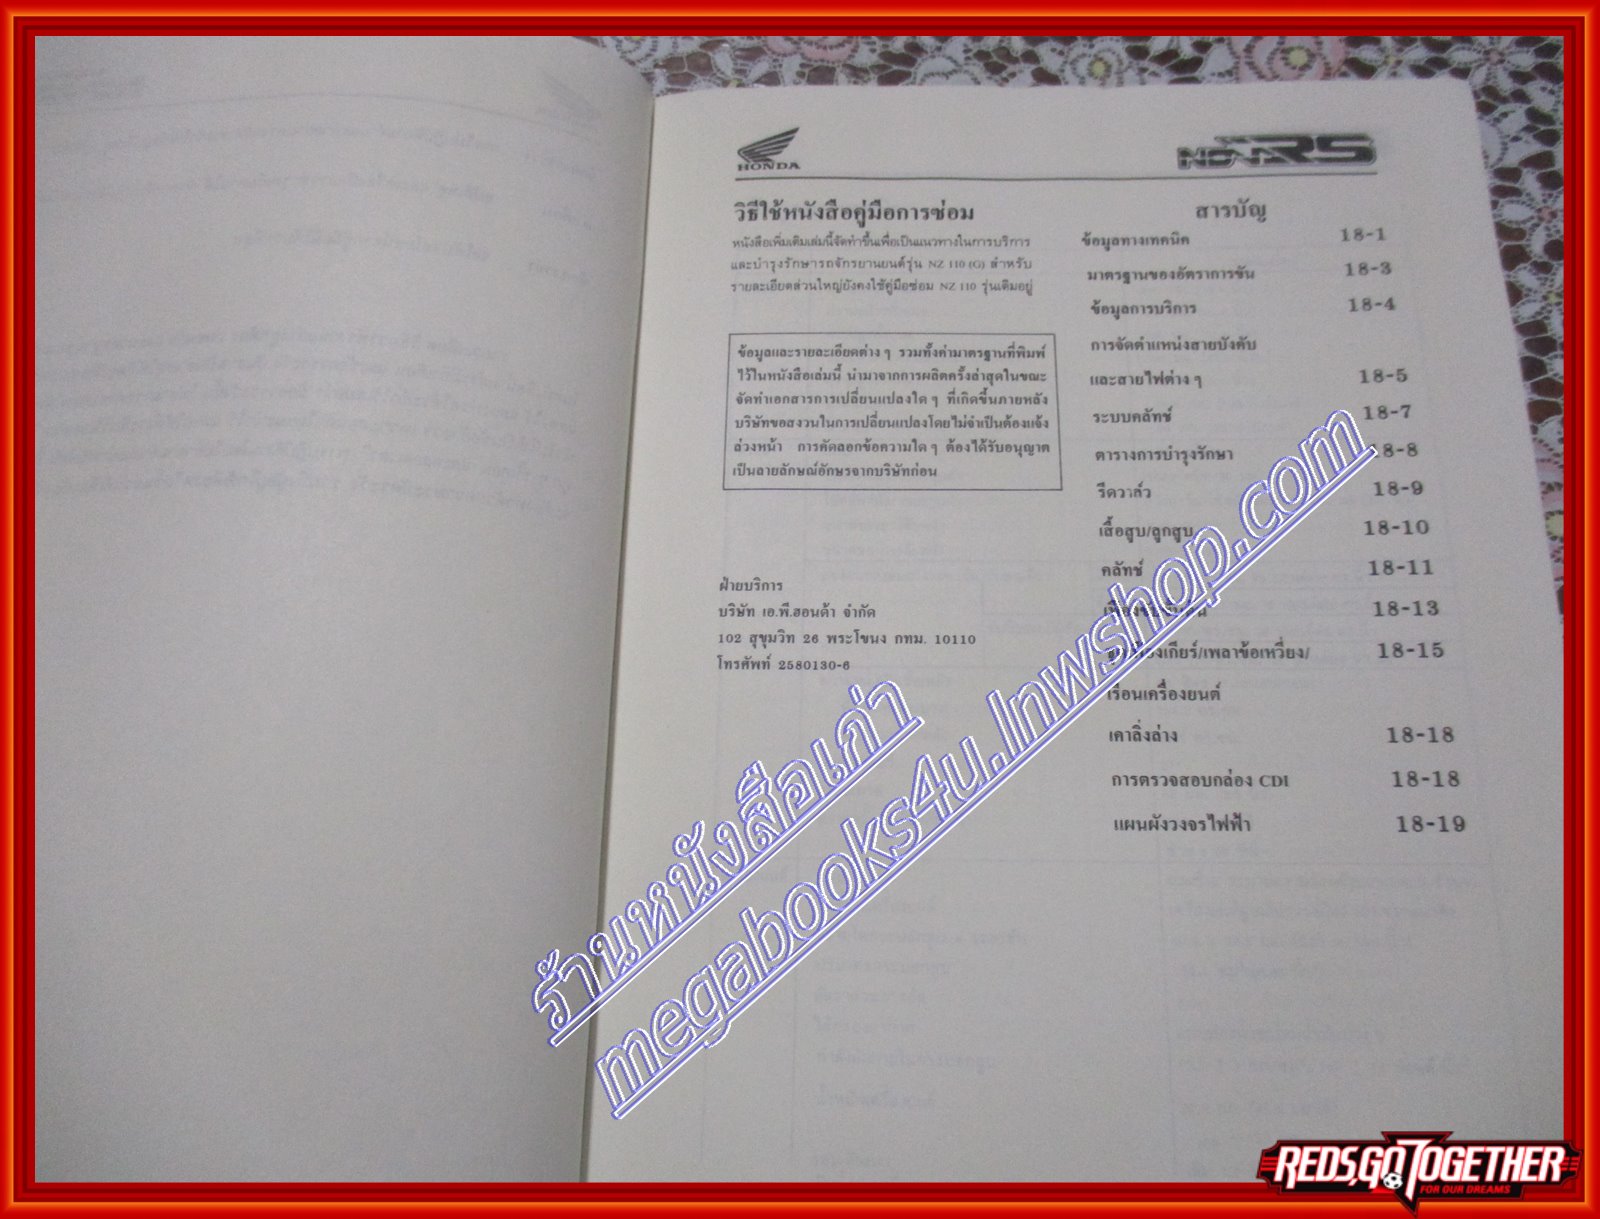 HONDA
NOVA RS
วิธีใช้หนังสือคู่มือการซ่อม
หนังสือเพิ่มเติมเล่มนี้จัดทำขึ้นเพื่อเป็นแนวทางในการบริการ
และบำรุงรักษารถจักรยานยนต์รุ่น NZ 110 (G) สำหรับ
รายละเอียดส่วนใหญ่ยังคงใช้คู่มือซ่อม NZ 110 รุ่นเดิมอยู่
ข้อมูลและรายละเอียดต่าง ๆ รวมทั้งค่ามาตรฐานที่พิมพ์
ไว้ในหนังสือเล่มนี้ นำมาจากการผลิตครั้งล่าสุดในขณะ
จัดทำเอกสารการเปลี่ยนแปลงใด ๆ ที่เกิดขึ้นภายหลัง
บริษัทขอสงวนในการเปลี่ยนแปลงโดยไม่จำเป็นต้องแจ้ง
ล่วงหน้า การคัดลอกข้อความใด ๆ ต้องได้รับอนุญาต
เป็นลายลักษณ์อักษรจากบริษัทก่อน
ฝ่ายบริการ
บริษัท เอ.พี.ฮอนด้า จำกัด
102 สุขุมวิท 26 พระโขนง กทม. 10110
โทรศัพท์ 2580130-6
สารบัญ
ข้อมูลทางเทคนิค 18-1
มาตรฐานของอัตราการขัน 18-3
ข้อมูลการบริการ 18-4
การจัดตำแหน่งสายบังคับ
และสายไฟต่าง ๆ 18-5
ระบบคลัทช์ 18-7
ตารางการบำรุงรักษา 18-8
รีดวาล์ว 18-9
เสื้อสูบ/ลูกสูบ 18-10
คลัทช์ 18-11
18-13
/เพลาข้อเหวี่ยง/ 18-15
เรือนเครื่องยนต์
เคาลิ่งล่าง 18-18
การตรวจสอบกล่อง CDI 18-18
แผนผังวงจรไฟฟ้า 18-19
ร้านหนังสือเก่า
megabooks4u.lnwshop.com
REDS,GO TOGETHER
FOR OUR DREAMS